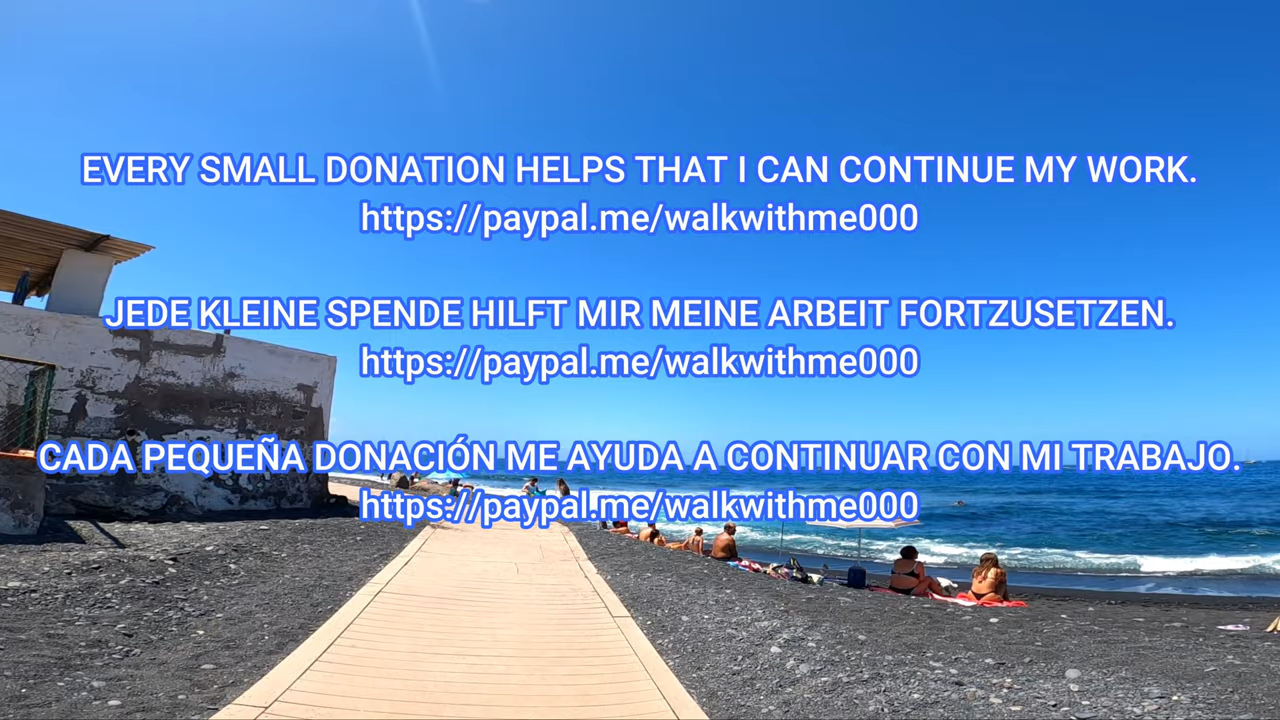 EVERY SMALL DONATION HELPS THAT I CAN CONTINUE MY WORK.
https://paypal.me/walkwithme000
JEDE KLEINE SPENDE HILFT MIR MEINE ARBEIT FORTZUSETZEN.
https://paypal.me/walkwithme000
CADA PEQUEÑA DONACIÓN ME AYUDA A CONTINUAR CON MI TRABAJO.
https://paypal.me/walkwithme000